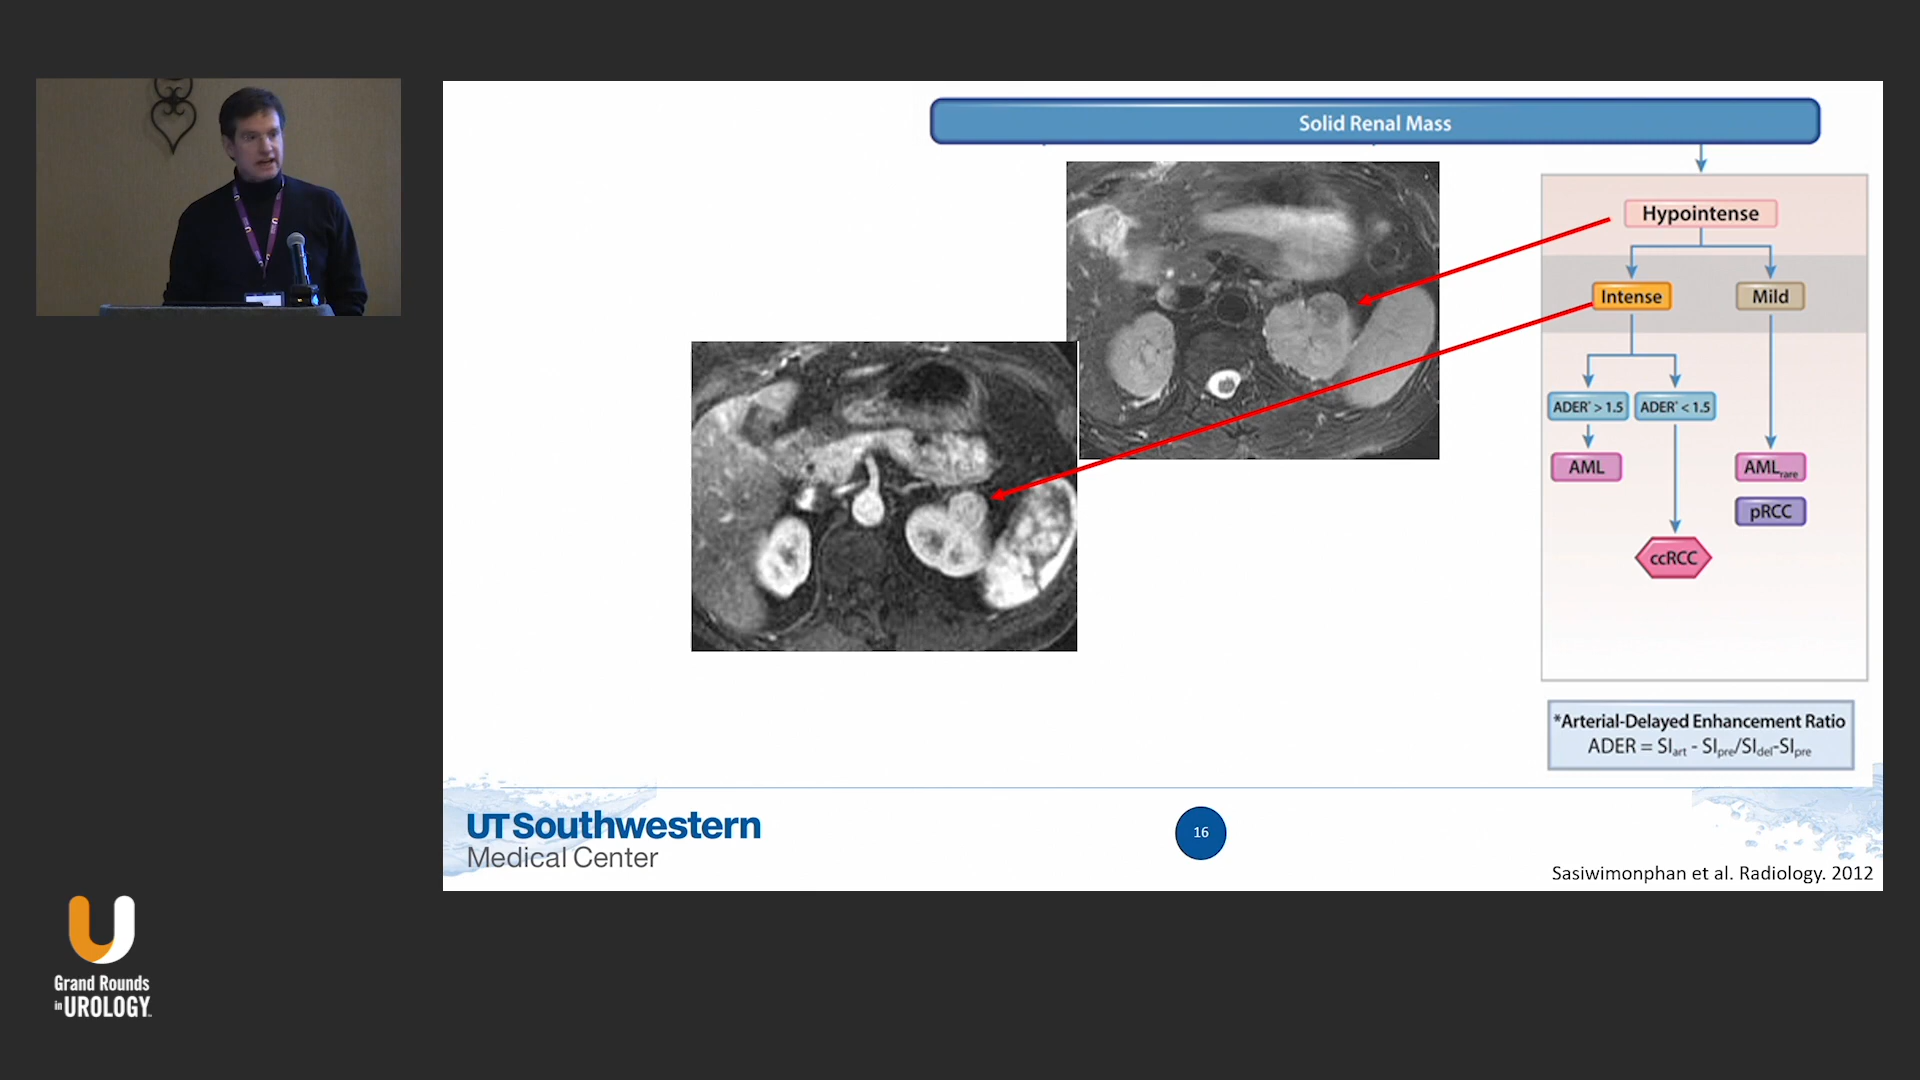 Solid Renal Mass
Hypointense
Intense
Mild
ADER* > 1.5
ADER* < 1.5
AML
AMLrare
pRCC
ccRCC
*Arterial-Delayed Enhancement Ratio
ADER = SIart - SIpre/SIdel-SIpre
UTSouthwestern
Medical Center
16
Sasiwimonphan et al. Radiology. 2012
Grand Rounds
in UROLOGY